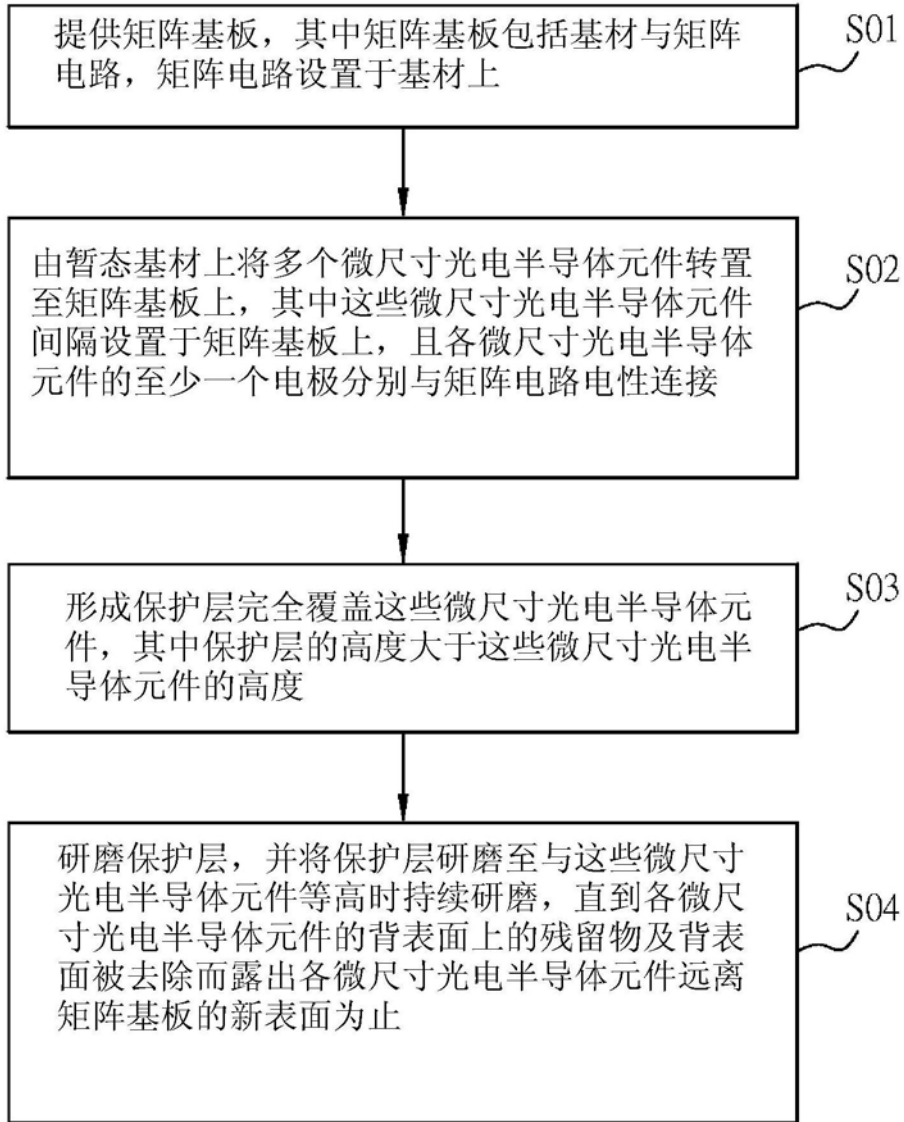 提供矩阵基板，其中矩阵基板包括基材与矩阵
电路，矩阵电路设置于基材上
S01
由暂态基材上将多个微尺寸光电半导体元件转置
至矩阵基板上，其中这些微尺寸光电半导体元件
间隔设置于矩阵基板上，且各微尺寸光电半导体
元件的至少一个电极分别与矩阵电路电性连接
S02
形成保护层完全覆盖这些微尺寸光电半导体元
件，其中保护层的高度大于这些微尺寸光电半
导体元件的高度
S03
研磨保护层，并将保护层研磨至与这些微尺寸
光电半导体元件等高时持续研磨，直到各微尺
寸光电半导体元件的背表面上的残留物及背表
面被去除而露出各微尺寸光电半导体元件远离
矩阵基板的新表面为止
S04